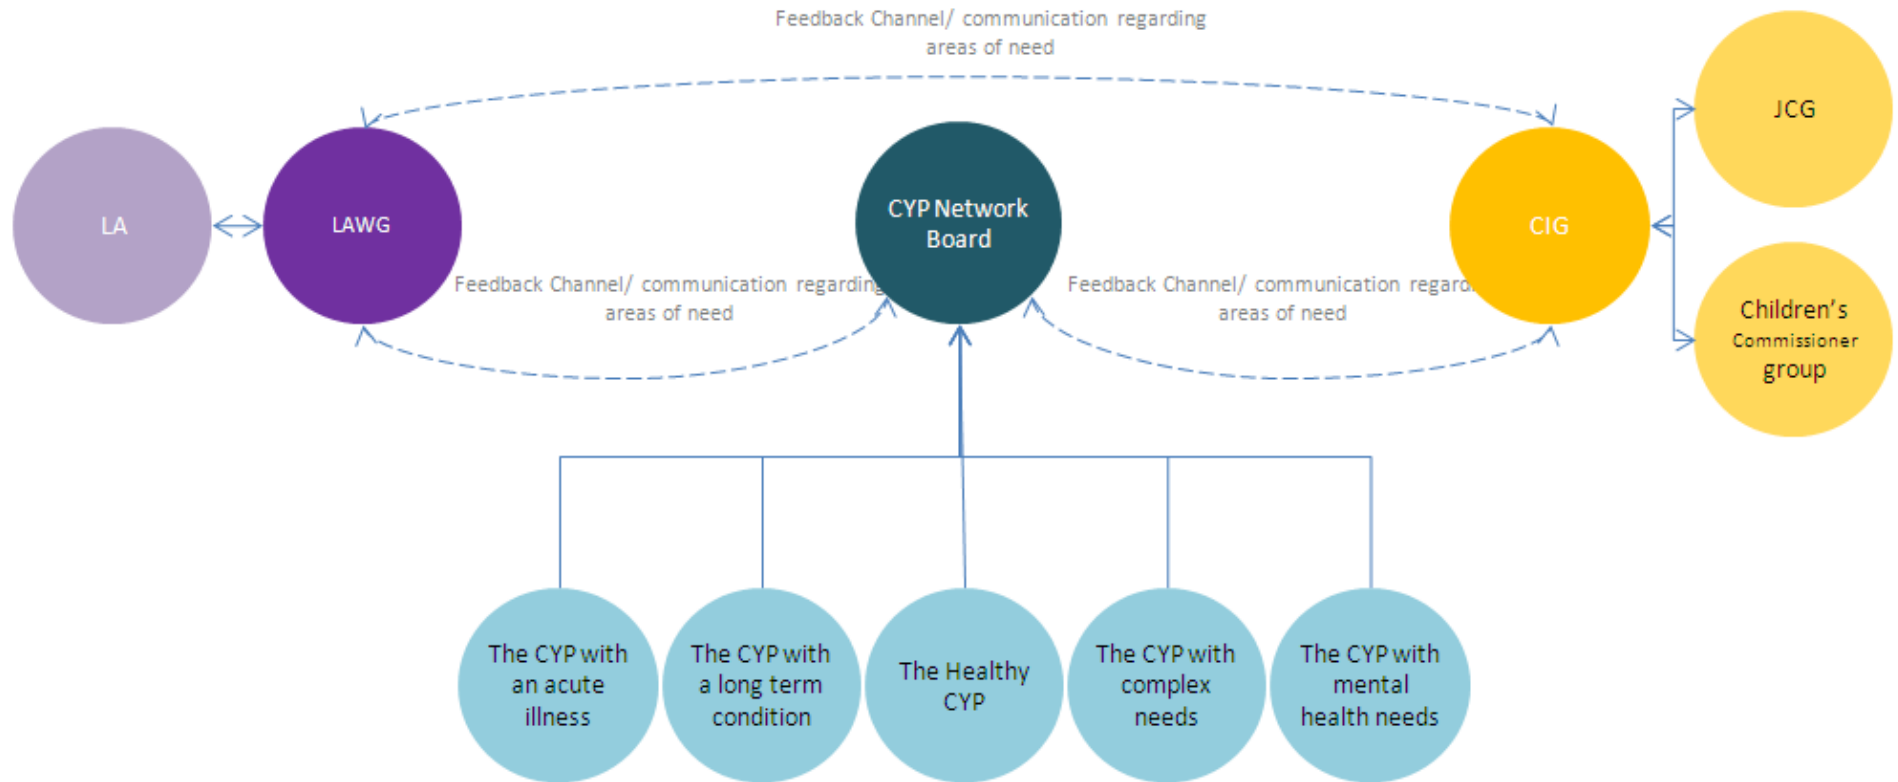 Feedback Channel/ communication regarding
areas of need
JCG
LA
LAWG
CYP Network
Board
CIG
Feedback Channel/ communication regarding
areas of need
Feedback Channel/ communication regardi
areas of need
Children’s
Commissioner
group
The CYP with
an acute
illness
The CYP with
a long term
condition
The Healthy
CYP
The CYP with
complex
needs
The CYP with
mental
health needs